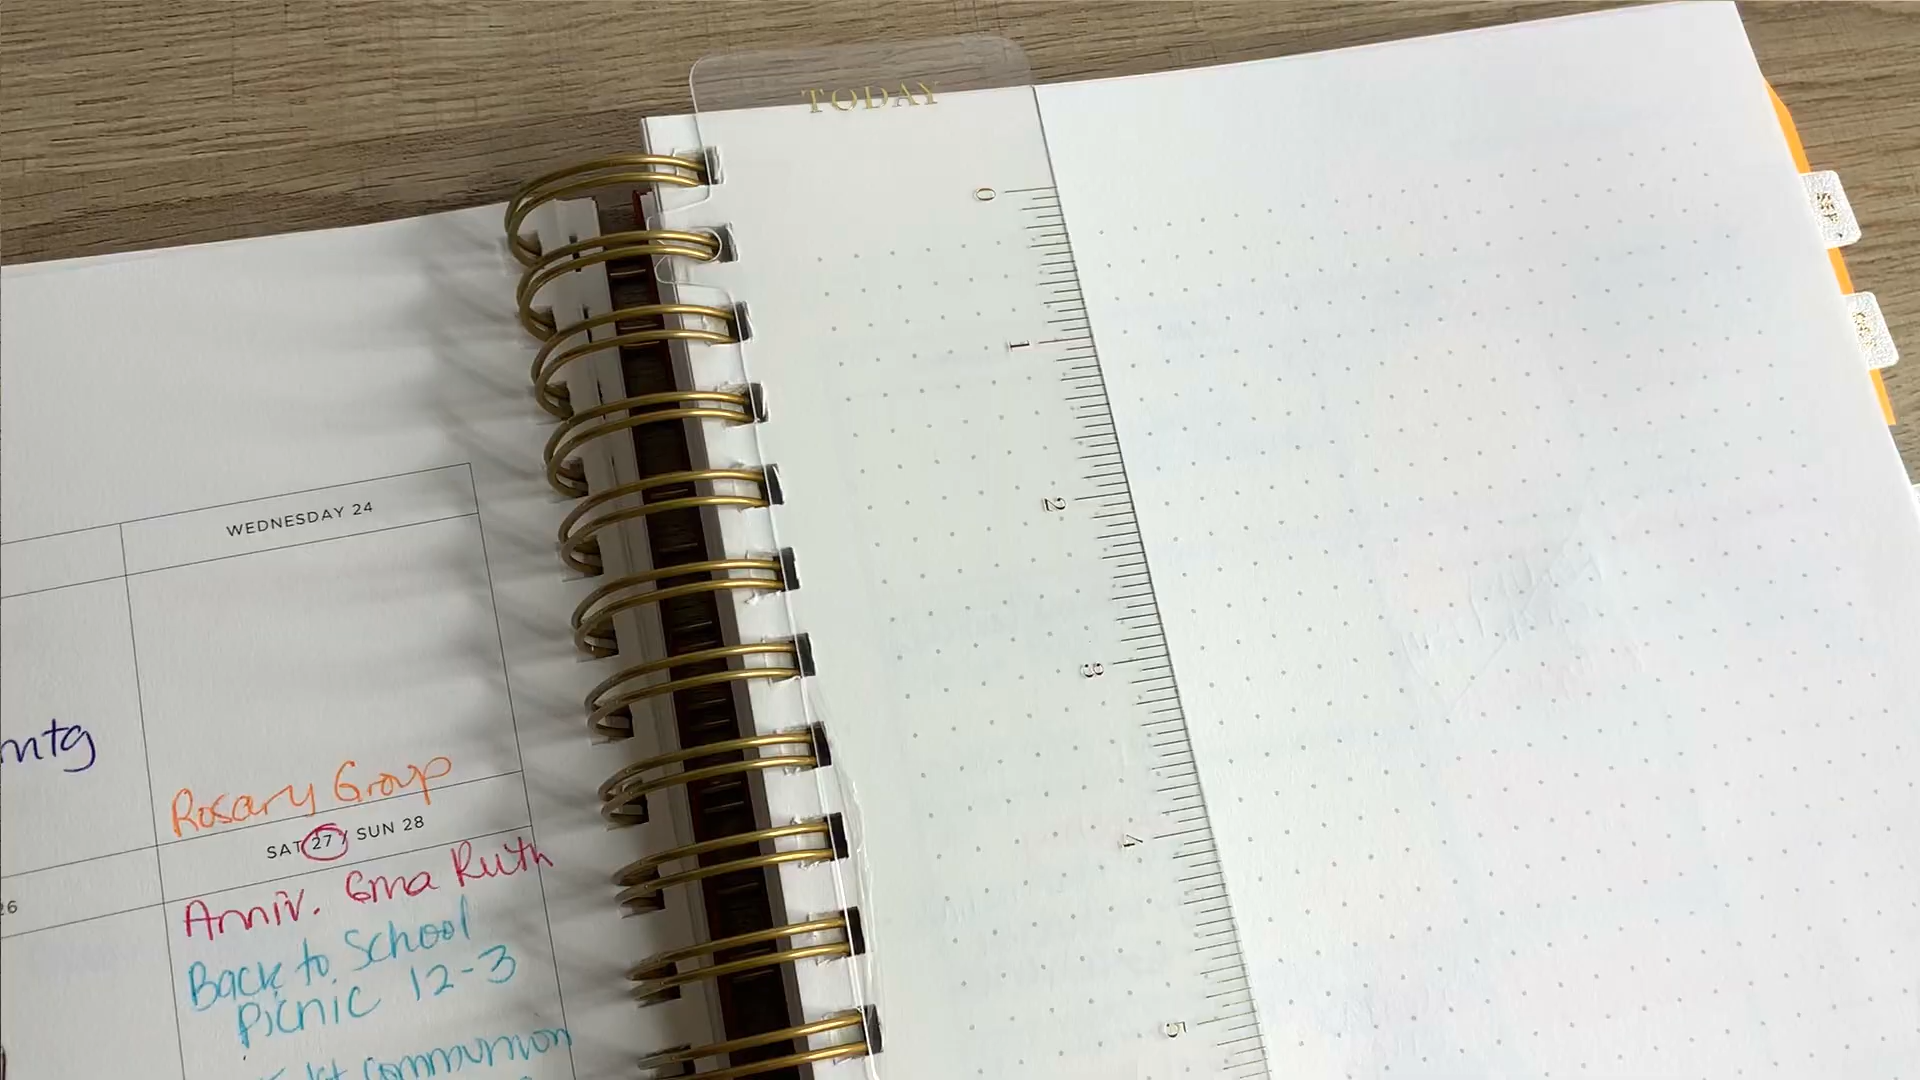 WEDNESDAY 24
mtg
Rosary Group
SAT 27 / SUN 28
26
Anniv. Gma Ruth
Back to School
Picnic 12-3
1st communion
TODAY
0
1
2
3
4
5
SEP